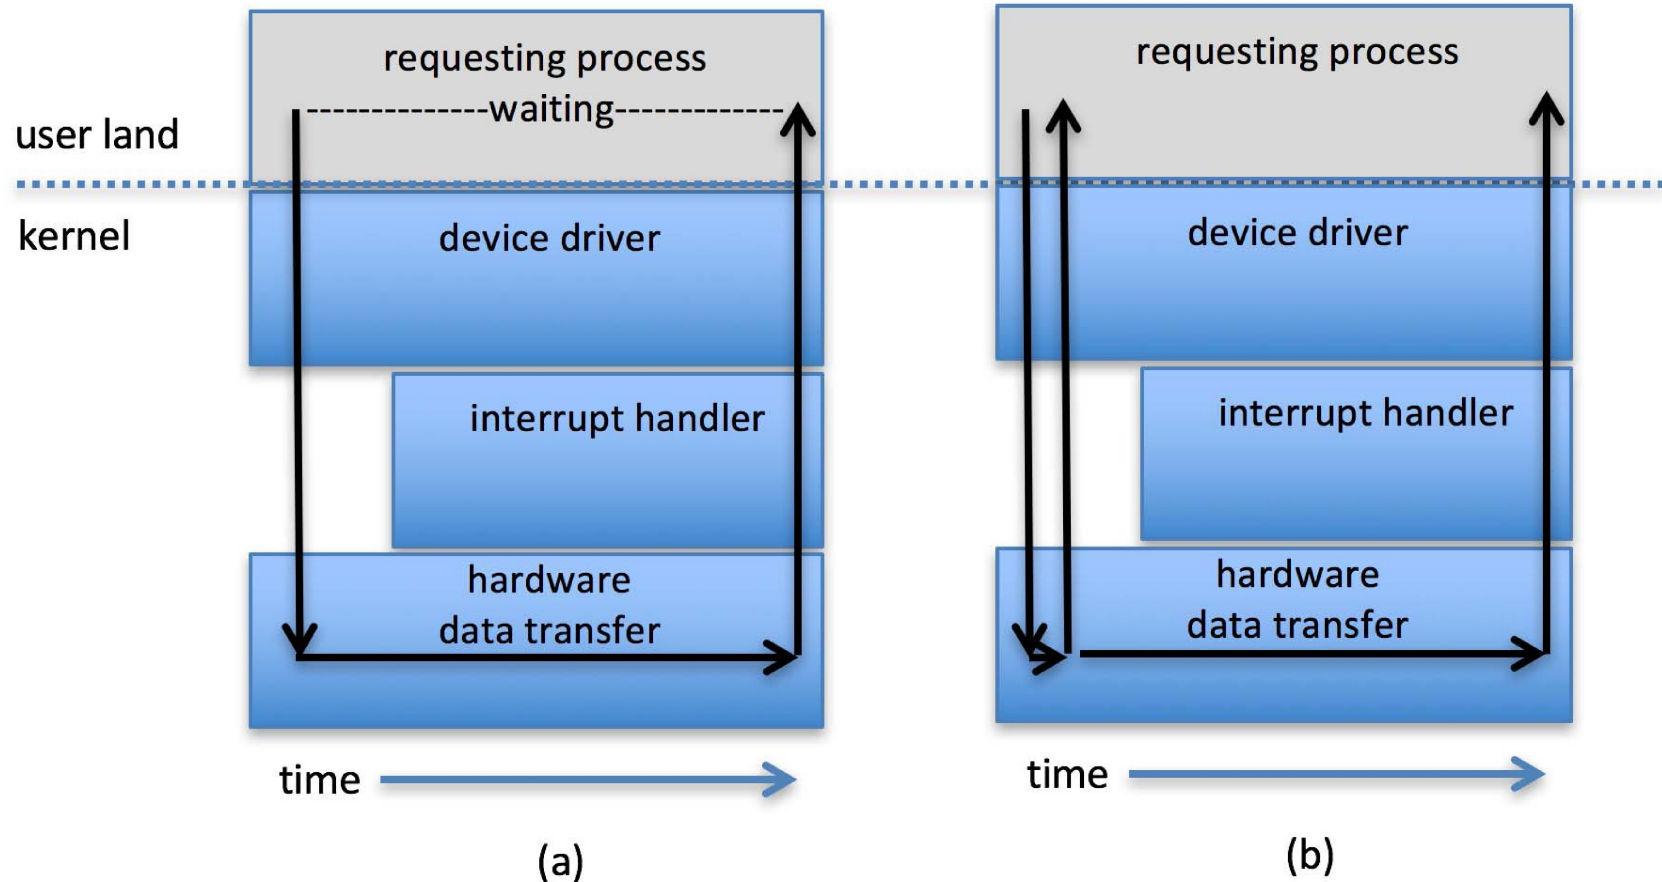 requesting process
-------------waiting------------
user land
kernel
device driver
interrupt handler
hardware
data transfer
time
(a)
requesting process
device driver
interrupt handler
hardware
data transfer
time
(b)